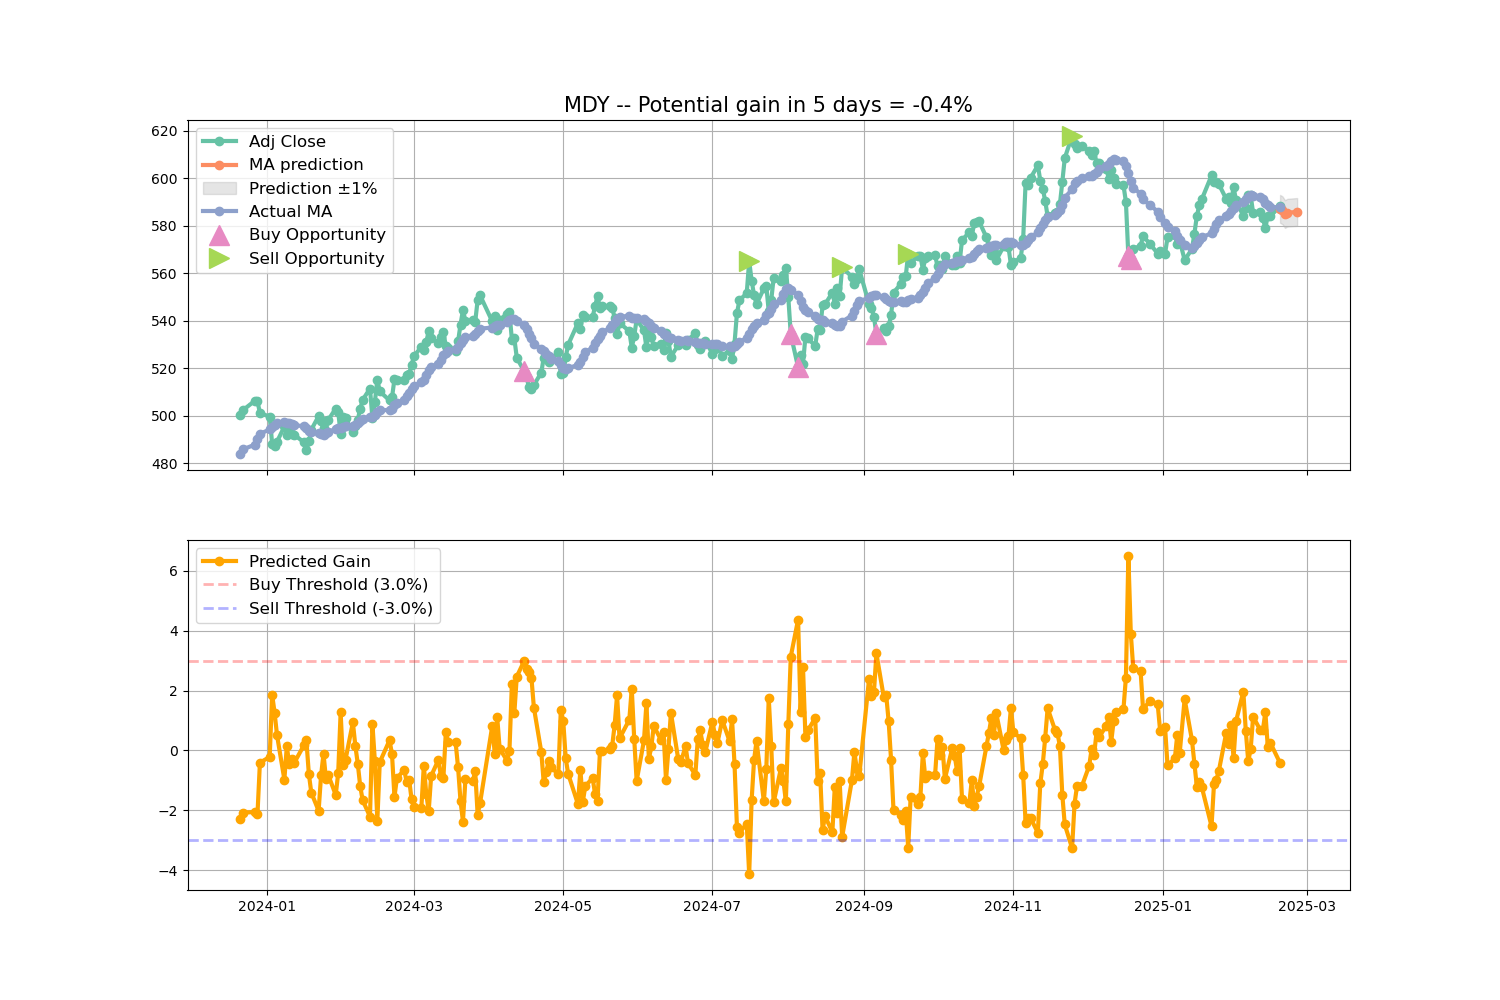 MDY -- Potential gain in 5 days = -0.4%
620
600
580
560
540
520
500
480
Adj Close
MA prediction
Prediction ±1%
Actual MA
Buy Opportunity
Sell Opportunity
6
4
2
0
−2
−4
Predicted Gain
Buy Threshold (3.0%)
Sell Threshold (-3.0%)
2024-01
2024-03
2024-05
2024-07
2024-09
2024-11
2025-01
2025-03